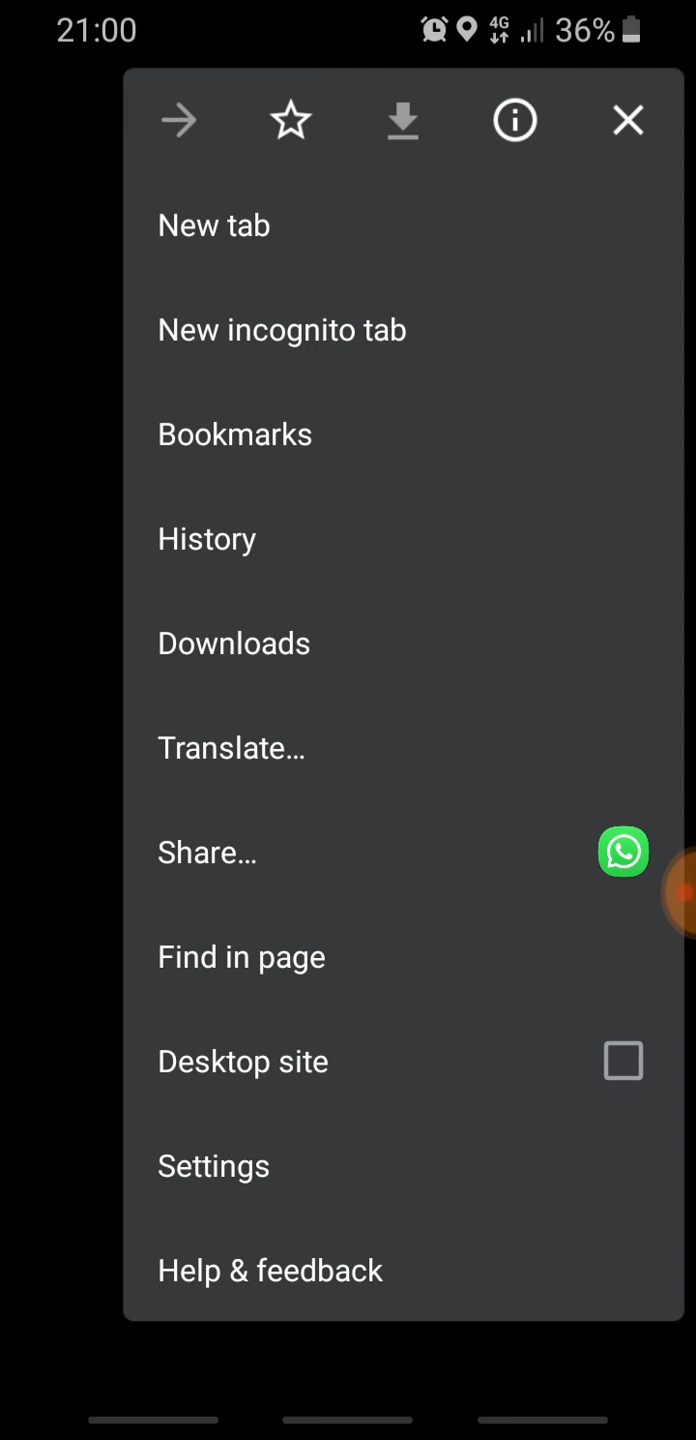 21:00 4G 36%
New tab
New incognito tab
Bookmarks
History
Downloads
Translate...
Share...
Find in page
Desktop site
Settings
Help & feedback